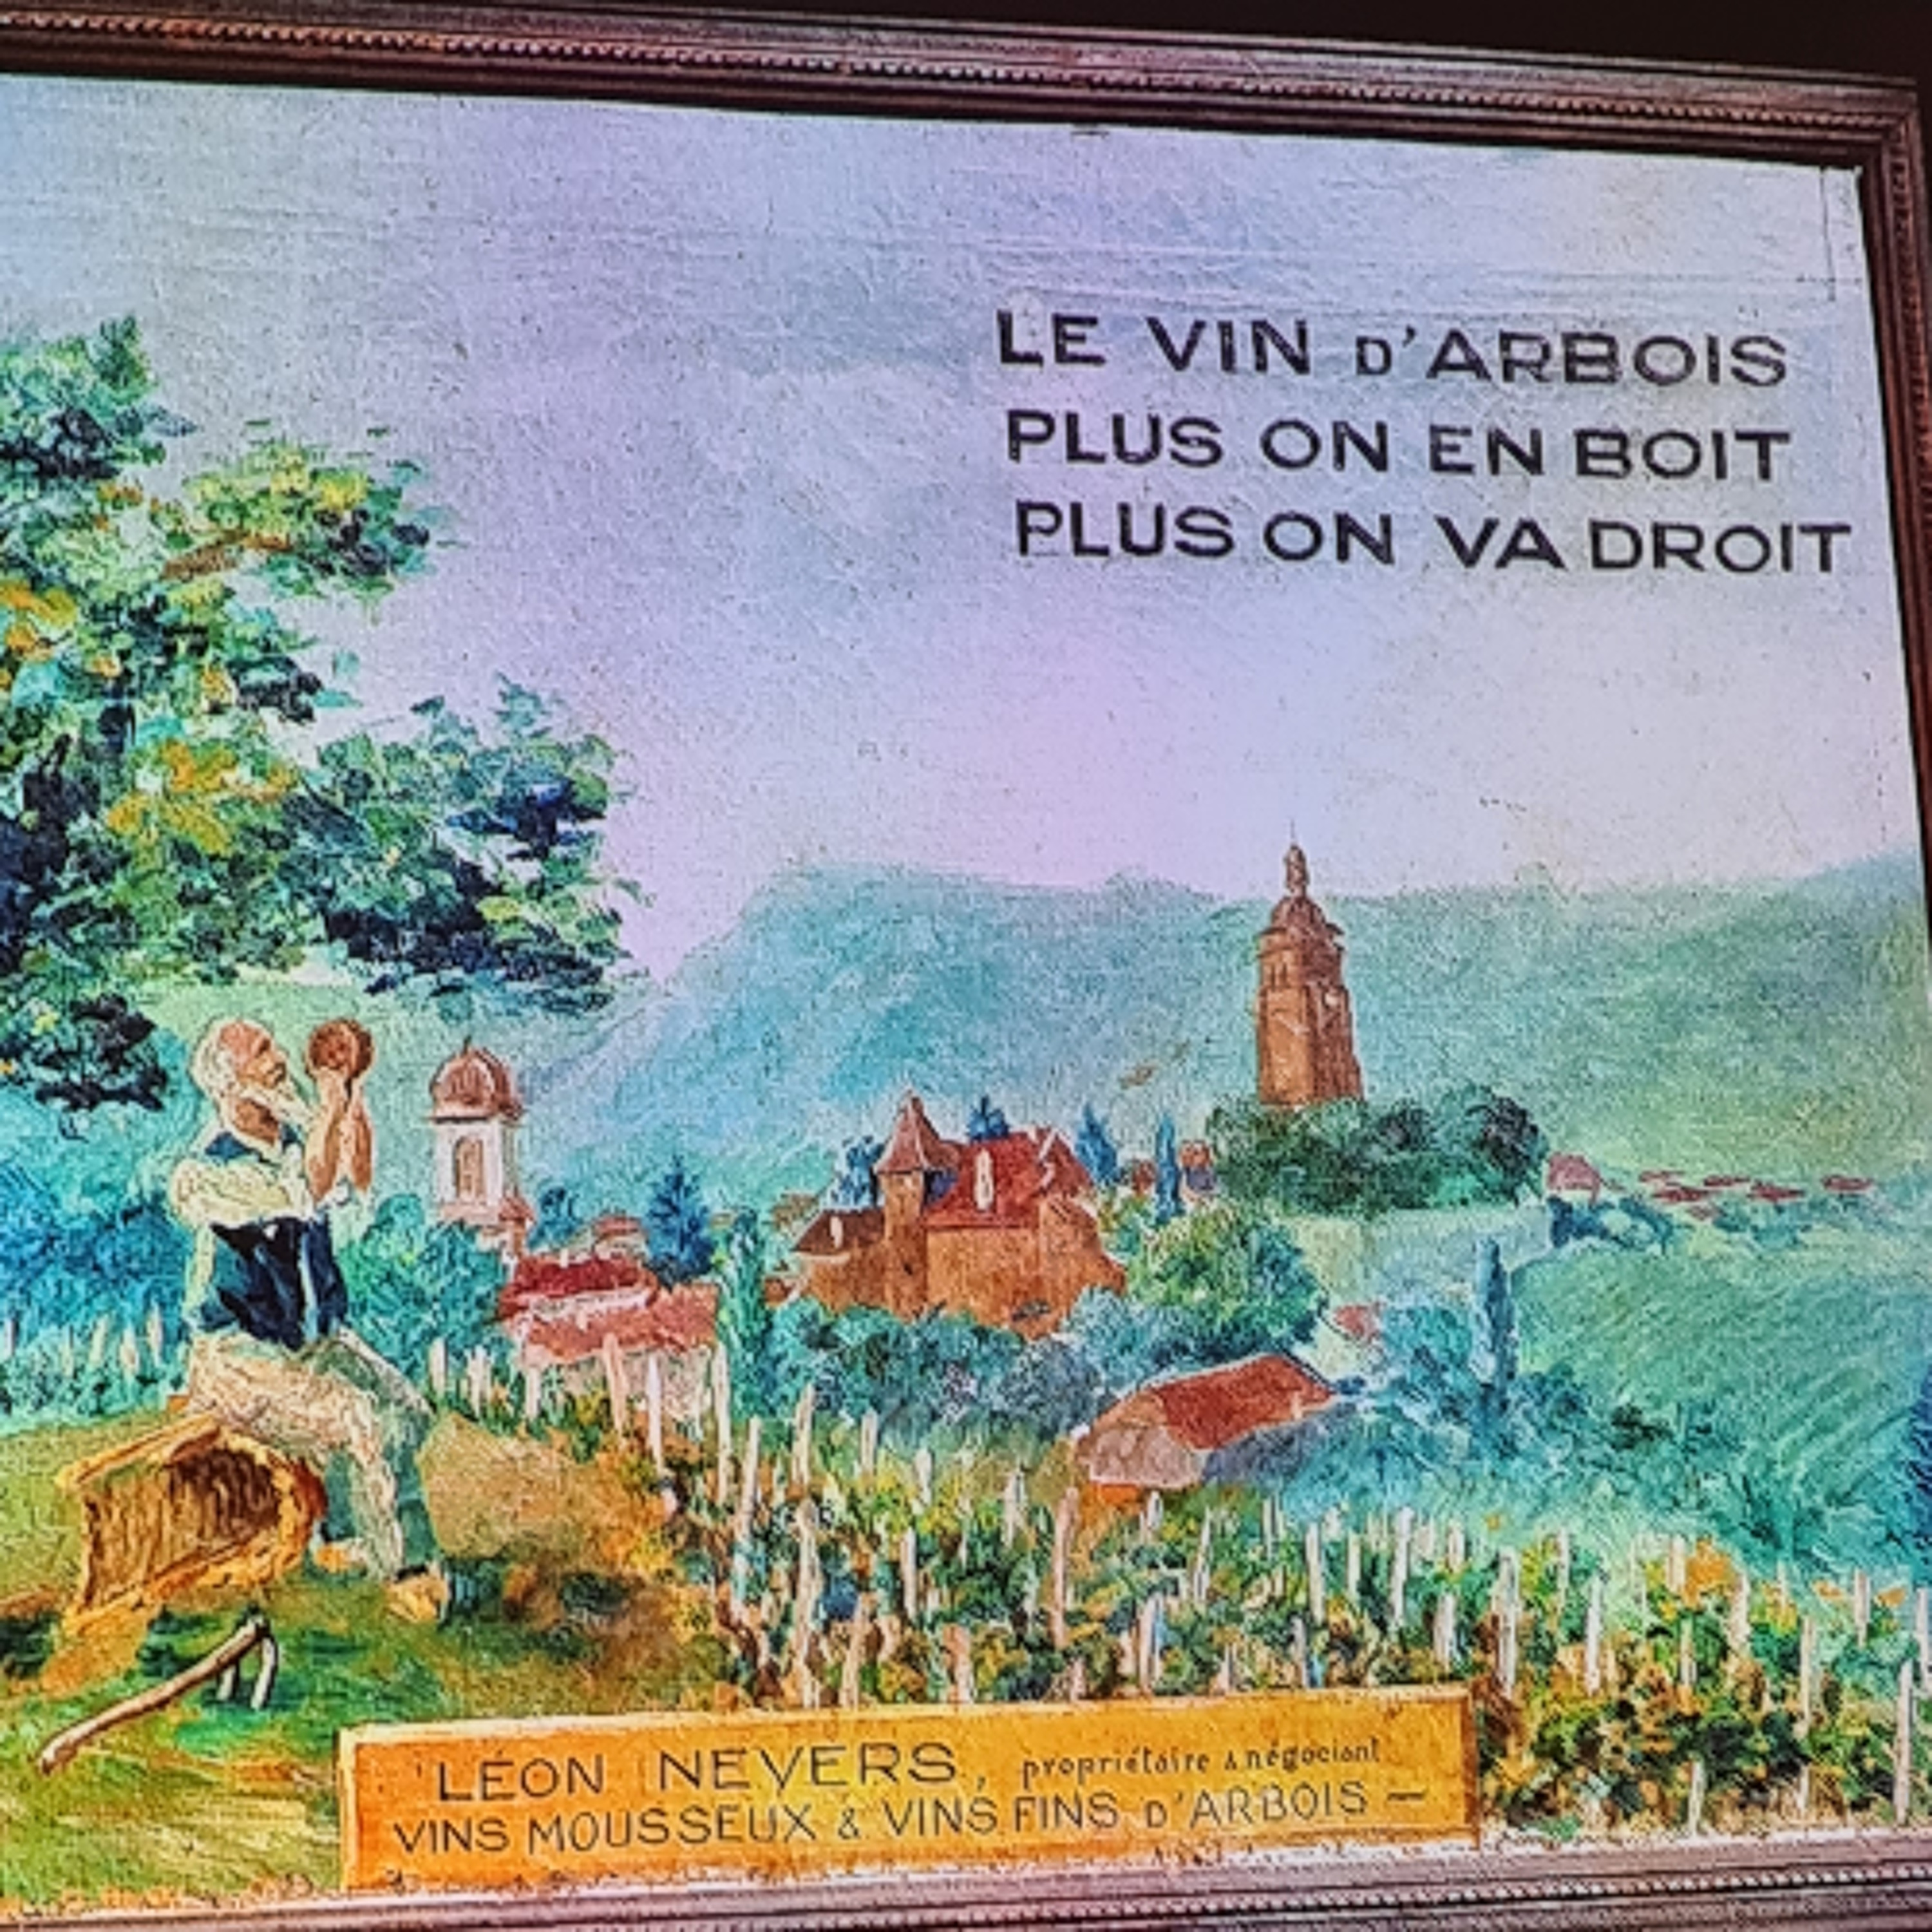 LE VIN D'ARBOIS
PLUS ON EN BOIT
PLUS ON VA DROIT
LÉON NEVERS, propriétaire & négociant
VINS MOUSSEUX & VINS FINS D'ARBOIS —